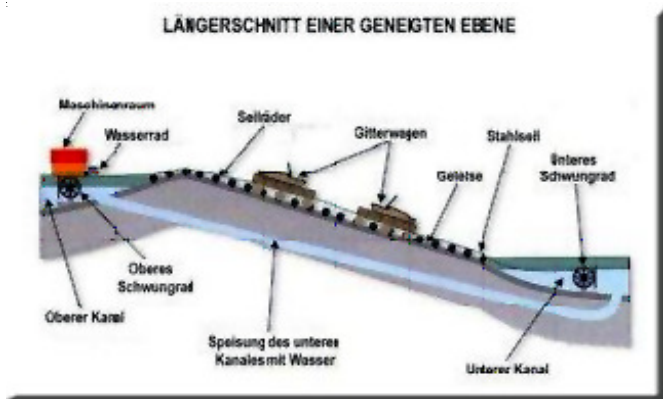 LÄNGERSCHNITT EINER GENEIGTEN EBENE
Maschinenraum
Wasserrad
Seilräder
Gitterwagen
Stahlseil
Unteres
Schwungrad
Geleise
Oberes
Schwungrad
Oberer Kanal
Speisung des unteren
Kanales mit Wasser
Unterer Kanal